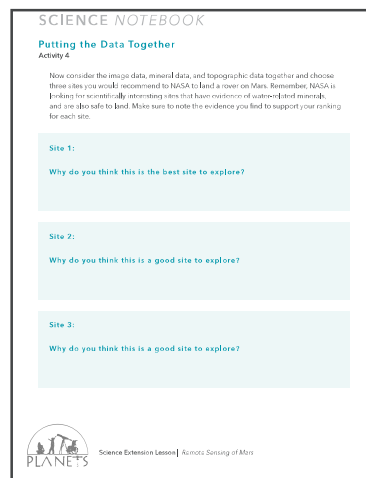 SCIENCE NOTEBOOK
Putting the Data Together
Activity 4
Now consider the image data, mineral data, and topographic data together and choose
three sites you would recommend to NASA to land a rover on Mars. Remember, NASA is
looking for scientifically interesting sites that have evidence of water-related minerals,
and are also safe to land. Make sure to note the evidence you find to support your ranking
for each site.
Site 1:
Why do you think this is the best site to explore?
Site 2:
Why do you think this is a good site to explore?
Site 3:
Why do you think this is a good site to explore?
PLANETS
Science Extension Lesson | Remote Sensing of Mars